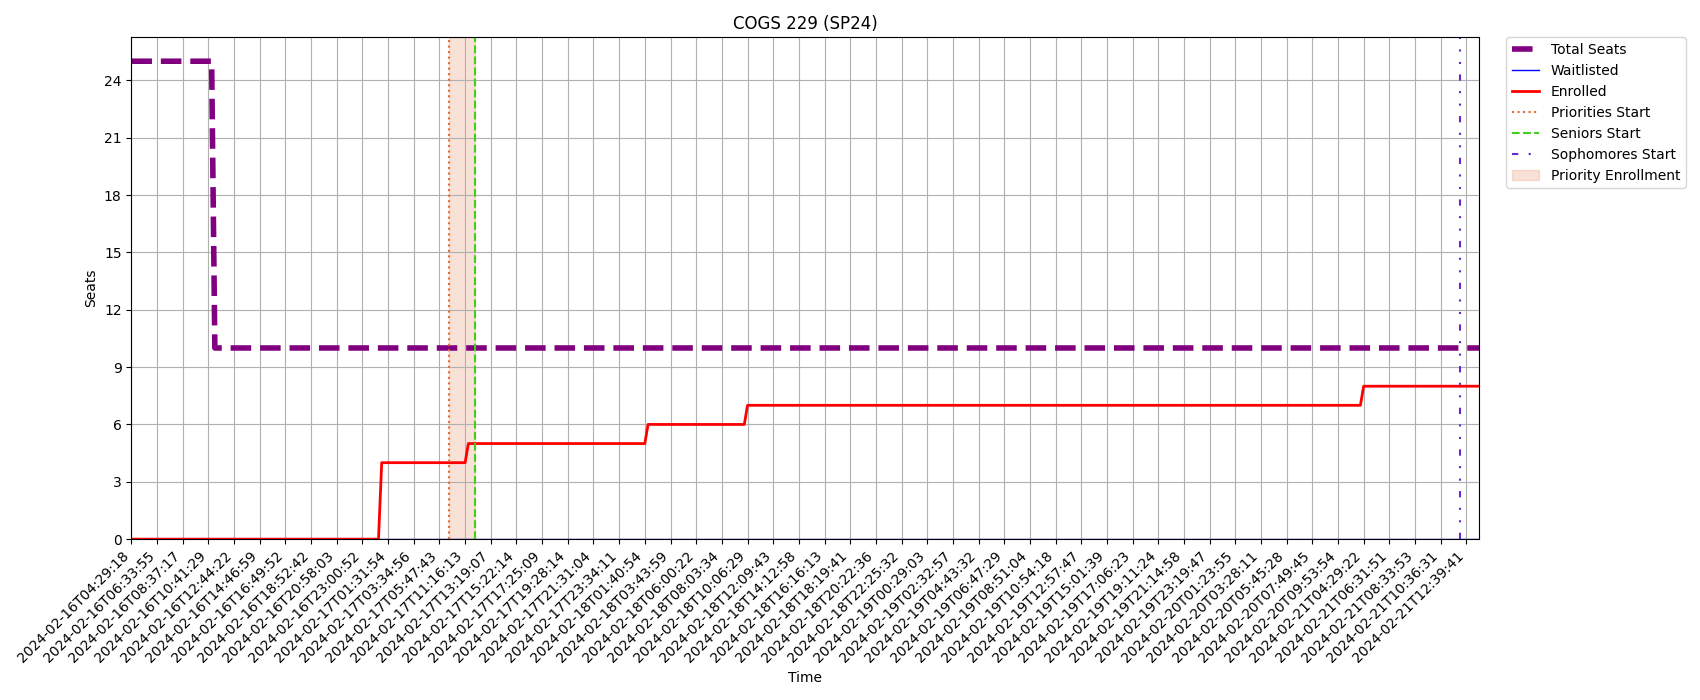 COGS 229 (SP24)
Total Seats
Waitlisted
Enrolled
Priorities Start
Seniors Start
Sophomores Start
Priority Enrollment
Seats
24
21
18
15
12
9
6
3
0
2024-02-16T04:29:18
2024-02-16T06:33:55
2024-02-16T08:37:17
2024-02-16T10:41:29
2024-02-16T12:44:22
2024-02-16T14:46:59
2024-02-16T16:49:52
2024-02-16T18:52:42
2024-02-16T20:58:03
2024-02-16T23:00:52
2024-02-17T01:31:54
2024-02-17T03:34:56
2024-02-17T05:47:43
2024-02-17T11:16:13
2024-02-17T13:19:07
2024-02-17T15:22:14
2024-02-17T17:25:09
2024-02-17T19:28:14
2024-02-17T21:31:04
2024-02-17T23:34:11
2024-02-18T01:40:54
2024-02-18T03:43:59
2024-02-18T06:00:22
2024-02-18T08:03:34
2024-02-18T10:06:29
2024-02-18T12:09:43
2024-02-18T14:12:58
2024-02-18T16:16:13
2024-02-18T18:19:41
2024-02-18T20:22:36
2024-02-18T22:25:32
2024-02-19T00:29:03
2024-02-19T02:32:57
2024-02-19T04:43:32
2024-02-19T06:47:29
2024-02-19T08:51:04
2024-02-19T10:54:18
2024-02-19T12:57:47
2024-02-19T15:01:39
2024-02-19T17:06:23
2024-02-19T19:11:24
2024-02-19T21:14:58
2024-02-19T23:19:47
2024-02-20T01:23:55
2024-02-20T03:28:11
2024-02-20T05:45:28
2024-02-20T07:49:45
2024-02-20T09:53:54
2024-02-21T04:29:22
2024-02-21T06:31:51
2024-02-21T08:33:53
2024-02-21T10:36:31
2024-02-21T12:39:41
Time